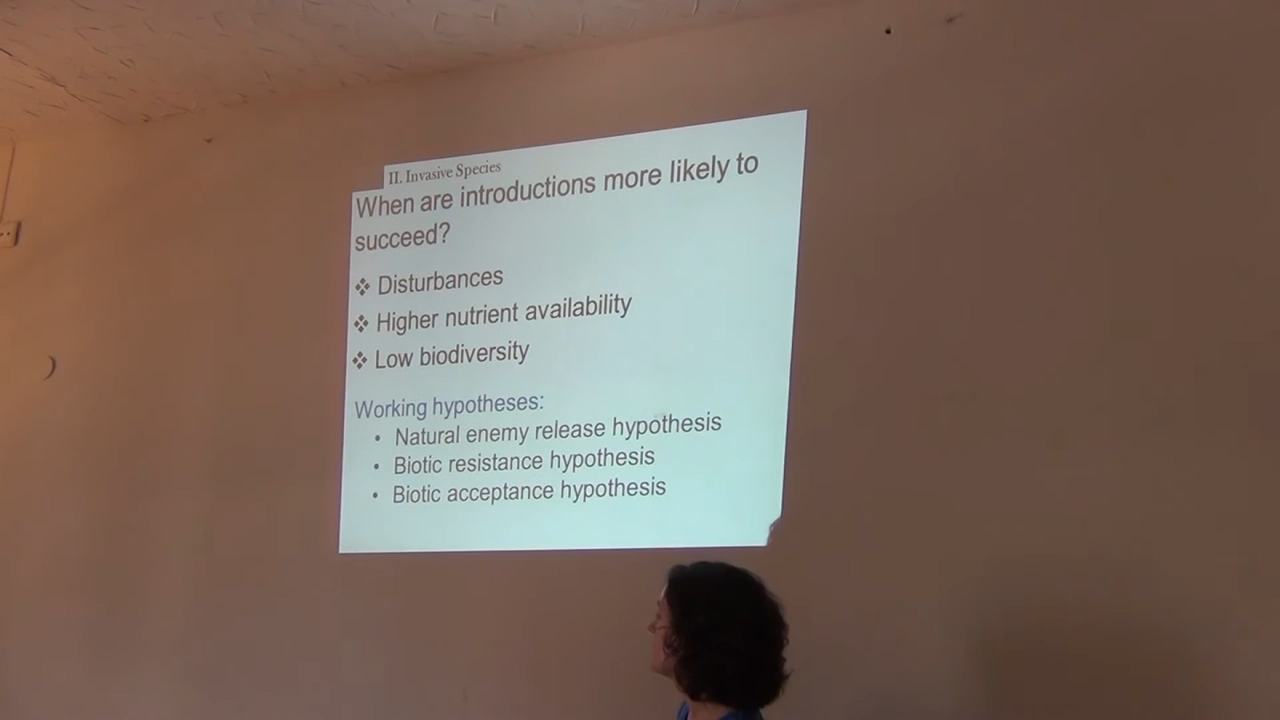 II. Invasive Species
When are introductions more likely to
succeed?
❖ Disturbances
❖ Higher nutrient availability
❖ Low biodiversity
Working hypotheses:
• Natural enemy release hypothesis
• Biotic resistance hypothesis
• Biotic acceptance hypothesis